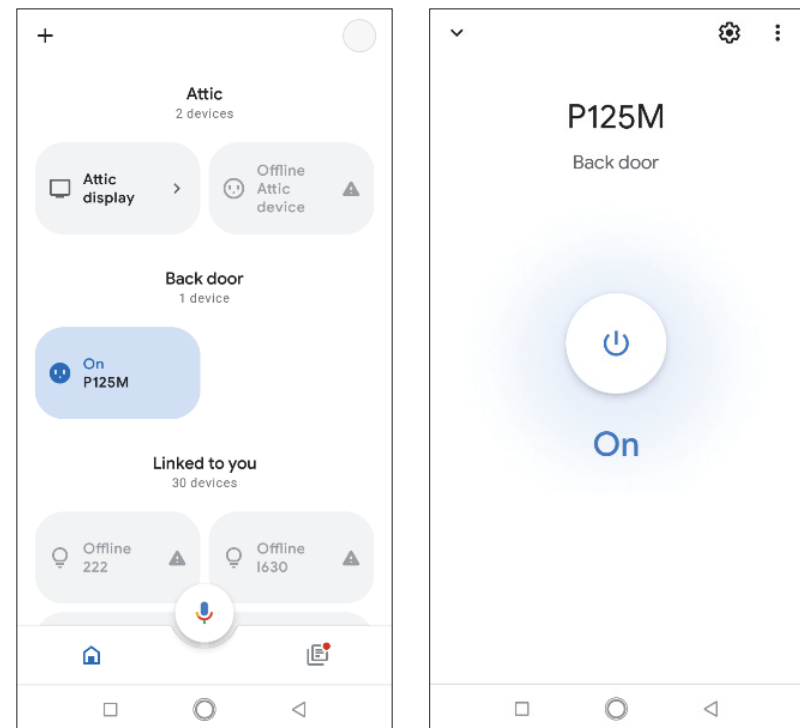 Attic
2 devices
Attic
display
Offline
Attic
device
Back door
1 device
On
P125M
Linked to you
30 devices
Offline
222
Offline
I630
P125M
Back door
On